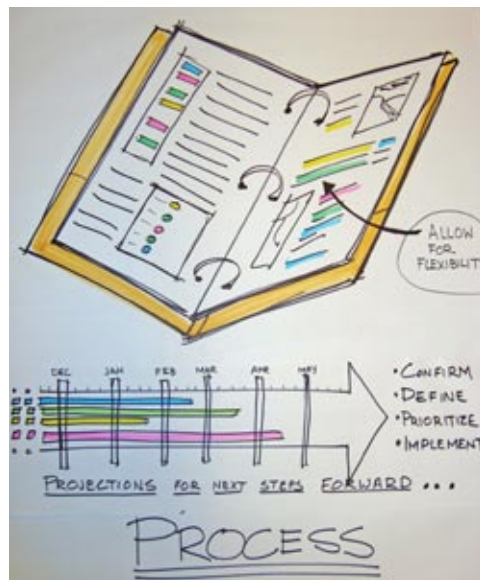 ALLOW
FOR
FLEXIBILIT
DEC JAN FEB MAR APR MAY
• CONFIRM
• DEFINE
• PRIORITIZE
• IMPLEMENT
PROJECTIONS FOR NEXT STEPS FORWARD ...
PROCESS